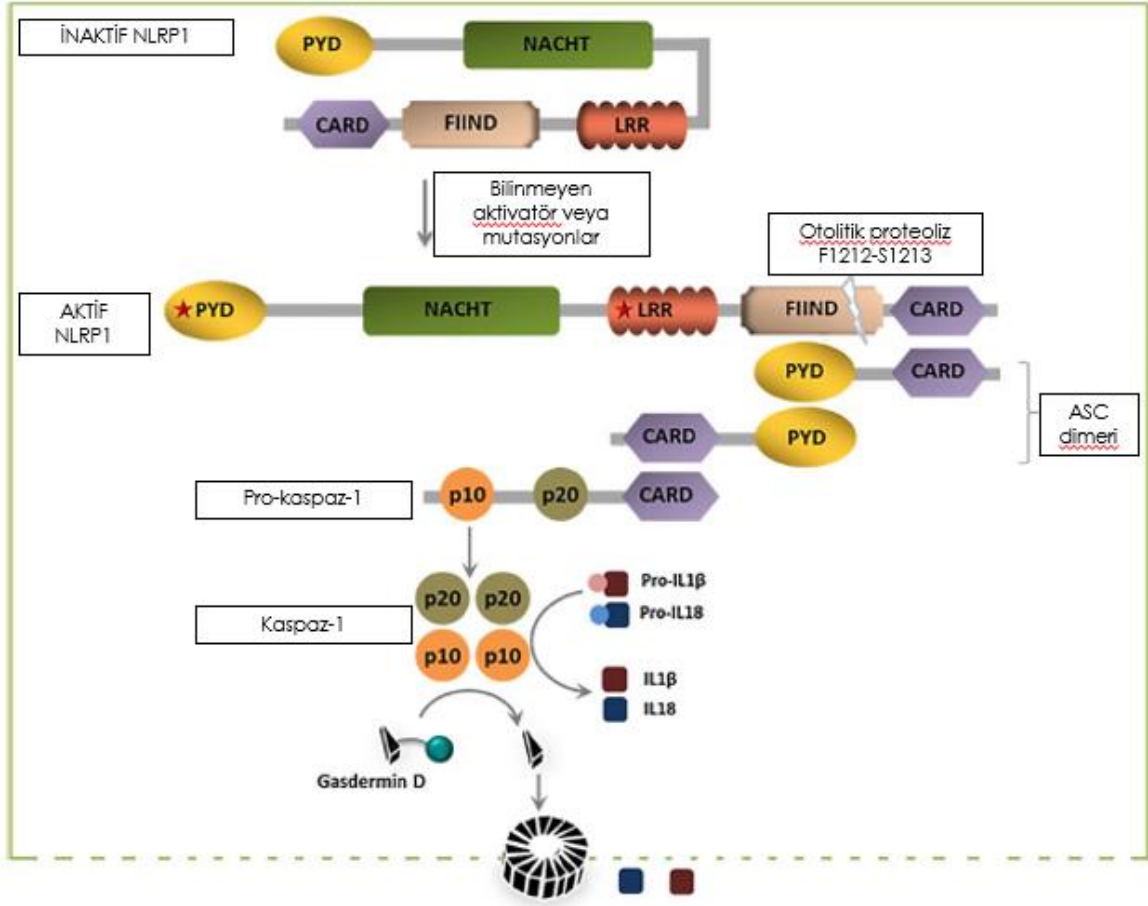 İNAKTİF NLRP1
PYD
NACHT
CARD
FIIND
LRR
Bilinmeyen
aktivatör veya
mutasyonlar
Otolitik proteoliz
F1212-S1213
AKTİF
NLRP1
PYD
NACHT
LRR
FIIND
CARD
PYD
CARD
CARD
PYD
ASC
dimeri
Pro-kaspaz-1
p10
p20
CARD
Kaspaz-1
p20
p20
p10
p10
Pro-IL1β
Pro-IL18
IL1β
IL18
Gasdermin D